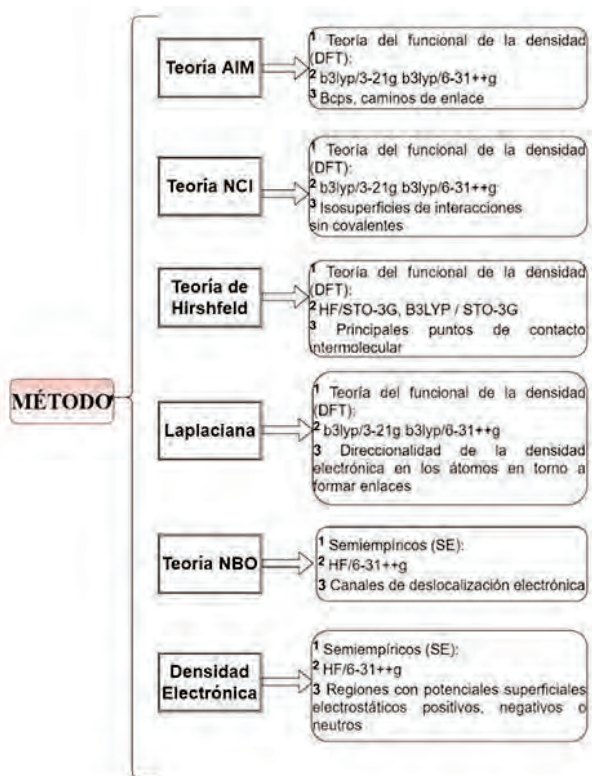 MÉTODO
Teoría AIM
1 Teoría del funcional de la densidad
(DFT):
2 b3lyp/3-21g b3lyp/6-31++g
3 Bcps, caminos de enlace
Teoría NCI
1 Teoría del funcional de la densidad
(DFT):
2 b3lyp/3-21g b3lyp/6-31++g
3 Isosuperficies de interacciones
sin covalentes
Teoría de
Hirshfeld
1 Teoría del funcional de la densidad
(DFT):
2 HF/STO-3G, B3LYP / STO-3G
3 Principales puntos de contacto
intermolecular
Laplaciana
1 Teoría del funcional de la densidad
(DFT):
2 b3lyp/3-21g b3lyp/6-31++g
3 Direccionalidad de la densidad
electrónica en los átomos en torno a
formar enlaces
Teoría NBO
1 Semiempíricos (SE):
2 HF/6-31++g
3 Canales de deslocalización electrónica
Densidad
Electrónica
1 Semiempíricos (SE):
2 HF/6-31++g
3 Regiones con potenciales superficiales
electrostáticos positivos, negativos o
neutros